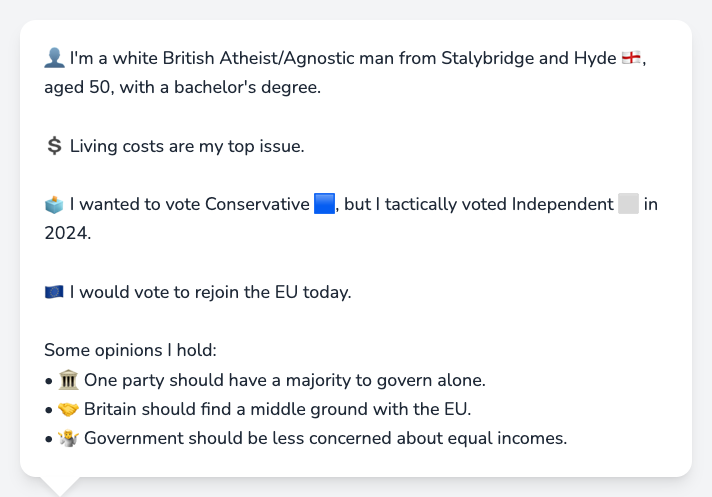 👤 I'm a white British Atheist/Agnostic man from Stalybridge and Hyde 🏴󠁧󠁢󠁥󠁮󠁧󠁿,
aged 50, with a bachelor's degree.
💲 Living costs are my top issue.
🗳️ I wanted to vote Conservative 🟦, but I tactically voted Independent ⬜ in
2024.
🇪🇺 I would vote to rejoin the EU today.
Some opinions I hold:
• 🏛️ One party should have a majority to govern alone.
• 🤝 Britain should find a middle ground with the EU.
• 🤷 Government should be less concerned about equal incomes.